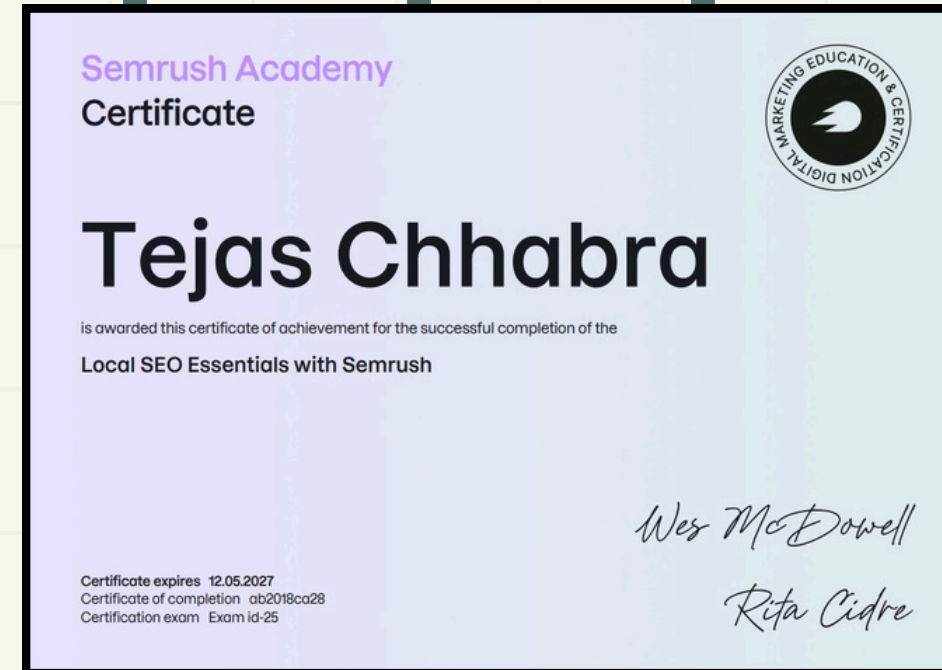 Semrush Academy
Certificate
DIGITAL MARKETING EDUCATION & CERTIFICATION
Tejas Chhabra
is awarded this certificate of achievement for the successful completion of the
Local SEO Essentials with Semrush
Wes McDowell
Rita Cidre
Certificate expires 12.05.2027
Certificate of completion ab2018ca28
Certification exam Exam id-25